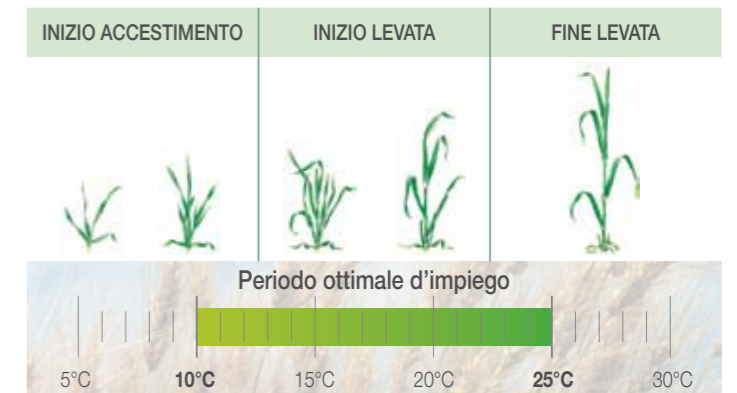 INIZIO ACCESTIMENTO
INIZIO LEVATA
FINE LEVATA
Periodo ottimale d'impiego
5°C 10°C 15°C 20°C 25°C 30°C